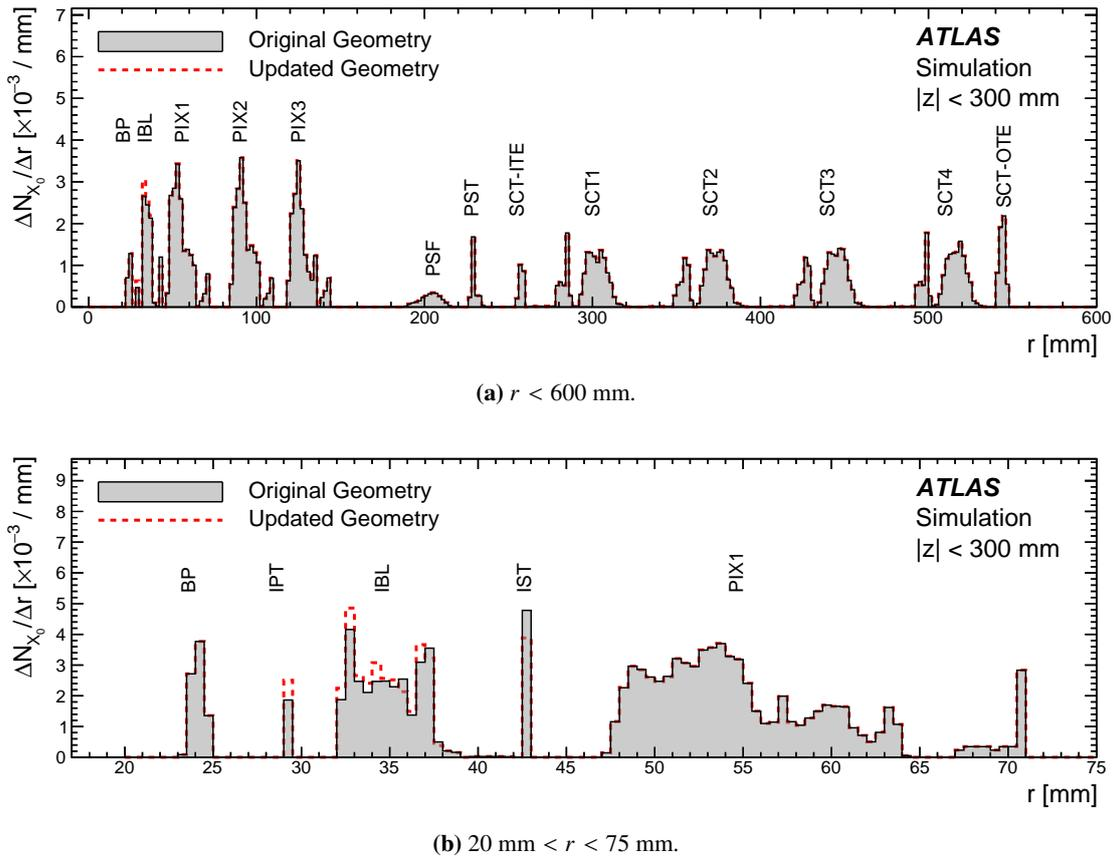 ΔN_X₀/Δr [×10⁻³ / mm]
7
6
5
4
3
2
1
0
Original Geometry
Updated Geometry
ATLAS
Simulation
|z| < 300 mm
BP
IBL
PIX1
PIX2
PIX3
PSF
PST
SCT-ITE
SCT1
SCT2
SCT3
SCT4
SCT-OTE
0 100 200 300 400 500 600
r [mm]
(a) r < 600 mm.
ΔN_X₀/Δr [×10⁻³ / mm]
9
8
7
6
5
4
3
2
1
0
Original Geometry
Updated Geometry
ATLAS
Simulation
|z| < 300 mm
BP
IPT
IBL
IST
PIX1
20 25 30 35 40 45 50 55 60 65 70 75
r [mm]
(b) 20 mm < r < 75 mm.